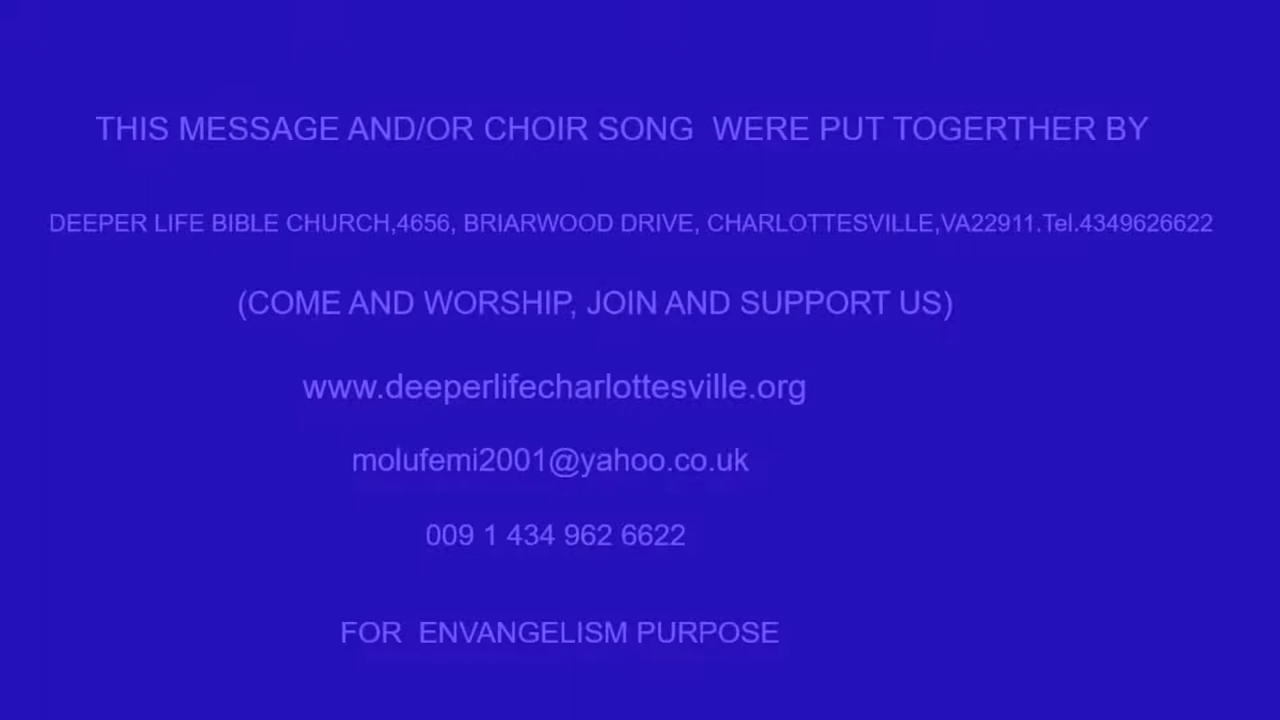 THIS MESSAGE AND/OR CHOIR SONG  WERE PUT TOGERTHER BY
DEEPER LIFE BIBLE CHURCH,4656, BRIARWOOD DRIVE, CHARLOTTESVILLE,VA22911.Tel.4349626622
(COME AND WORSHIP, JOIN AND SUPPORT US)
www.deeperlifecharlottesville.org
molufemi2001@yahoo.co.uk
009 1 434 962 6622
FOR  ENVANGELISM PURPOSE